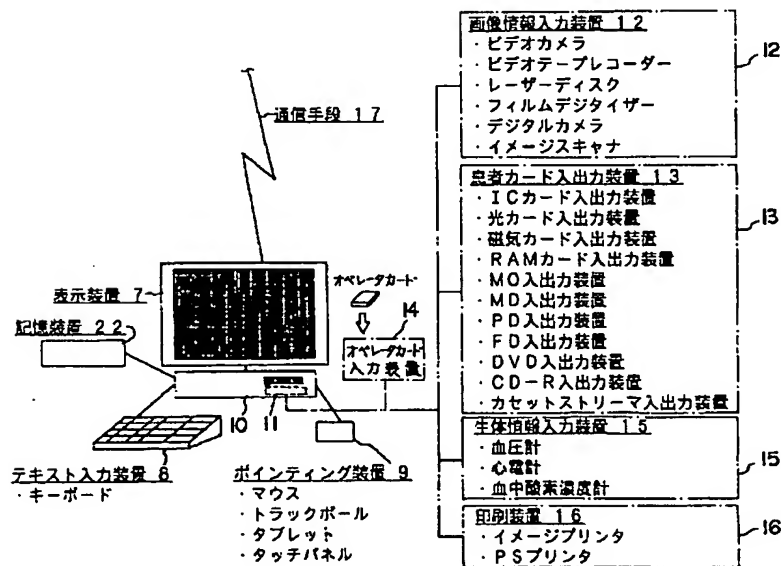 通信手段 17
表示装置 7
記憶装置 22
オペレータカード
14
オペレータカード
入力装置
10
11
テキスト入力装置 8
・キーボード
ポインティング装置 9
・マウス
・トラックボール
・タブレット
・タッチパネル
画像情報入力装置 12
・ビデオカメラ
・ビデオテープレコーダー
・レーザーディスク
・フィルムデジタイザー
・デジタルカメラ
・イメージスキャナ
12
患者カード入出力装置 13
・ICカード入出力装置
・光カード入出力装置
・磁気カード入出力装置
・RAMカード入出力装置
・MO入出力装置
・MD入出力装置
・PD入出力装置
・FD入出力装置
・DVD入出力装置
・CD-R入出力装置
・カセットストリーマ入出力装置
13
生体情報入力装置 15
・血圧計
・心電計
・血中酸素濃度計
15
印刷装置 16
・イメージプリンタ
・PSプリンタ
16